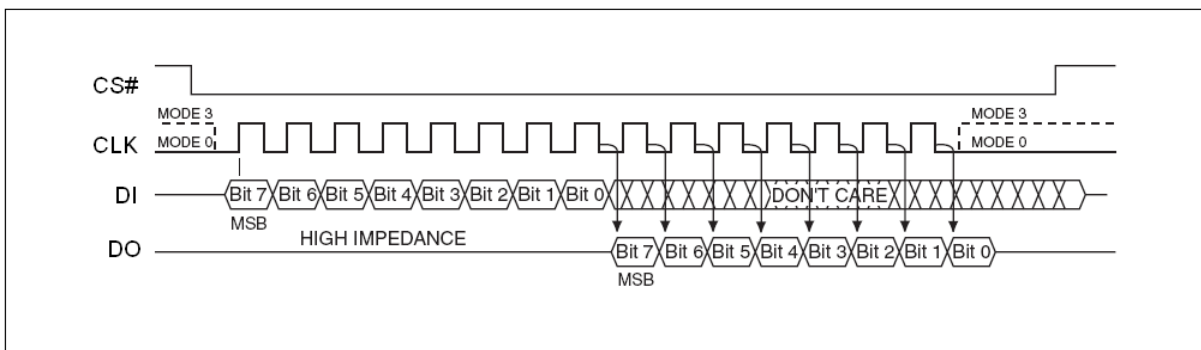 CS#
MODE 3
MODE 3
CLK
MODE 0
MODE 0
DI
Bit 7 Bit 6 Bit 5 Bit 4 Bit 3 Bit 2 Bit 1 Bit 0
DON'T CARE
MSB
HIGH IMPEDANCE
DO
Bit 7 Bit 6 Bit 5 Bit 4 Bit 3 Bit 2 Bit 1 Bit 0
MSB